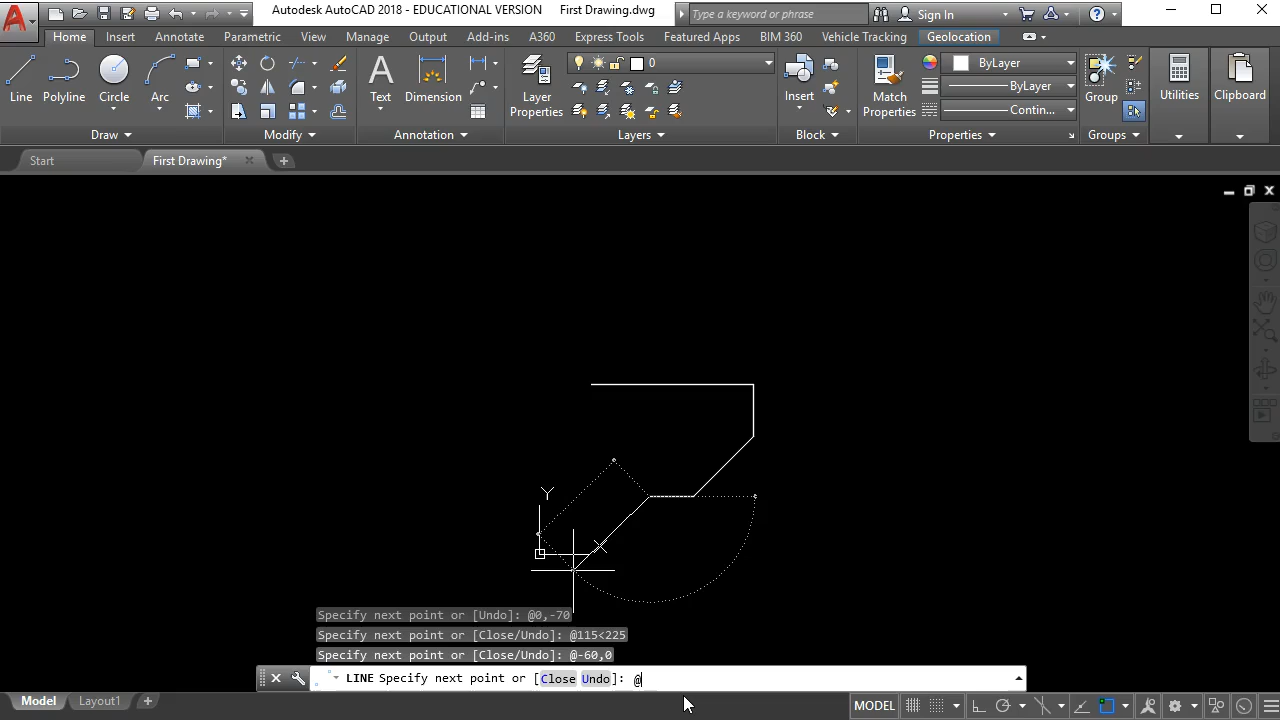 Autodesk AutoCAD 2018 - EDUCATIONAL VERSION First Drawing.dwg Type a keyword or phrase Sign In
Home Insert Annotate Parametric View Manage Output Add-ins A360 Express Tools Featured Apps BIM 360 Vehicle Tracking Geolocation
0 ByLayer
ByLayer
Line Polyline Circle Arc Text Dimension Layer Properties Insert Match Properties Group Utilities Clipboard
Contin...
Draw Modify Annotation Layers Block Properties Groups
Start First Drawing*
Y
X
Specify next point or [Undo]: @0,-70
Specify next point or [Close/Undo]: @115<225
Specify next point or [Close/Undo]: @-60,0
LINE Specify next point or [Close Undo]: @
Model Layout1 MODEL